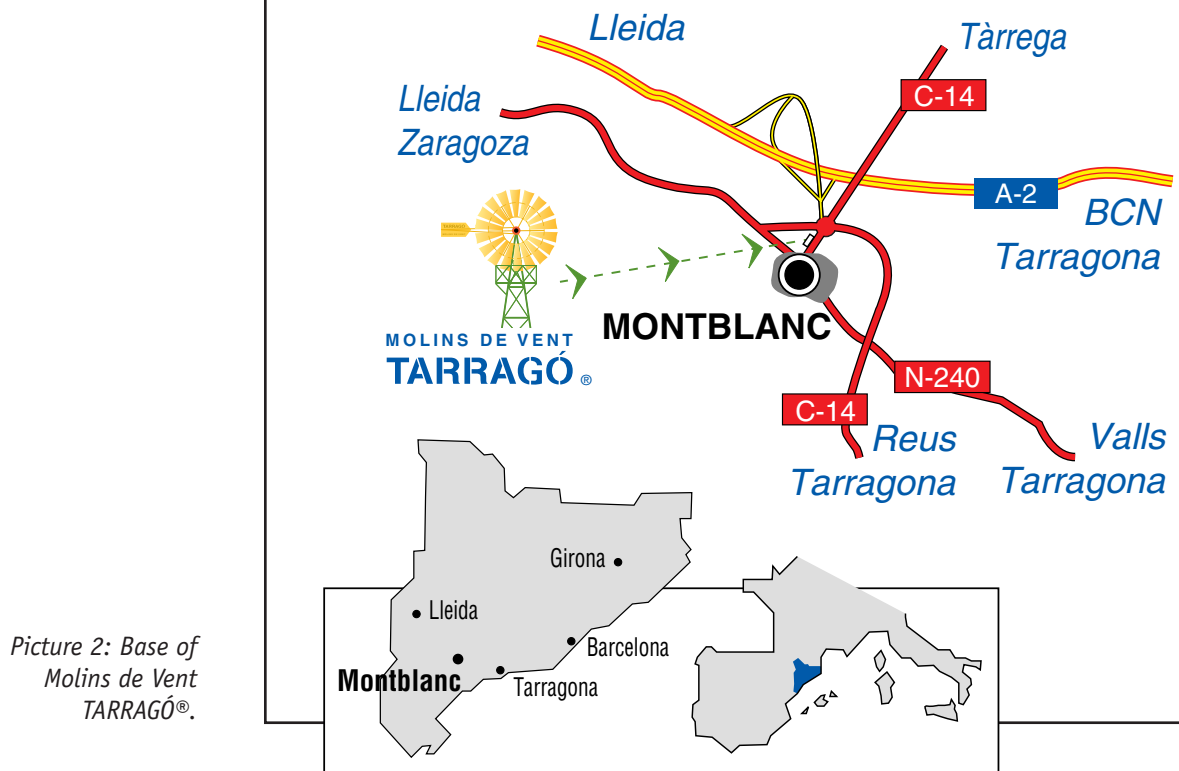 Lleida
Tàrrega
C-14
Lleida
Zaragoza
A-2
BCN
Tarragona
TARRAGÓ
MOLINS DE VENT
TARRAGÓ ®
MONTBLANC
N-240
C-14
Reus
Tarragona
Valls
Tarragona
Girona
Lleida
Barcelona
Montblanc
Tarragona
Picture 2: Base of
Molins de Vent
TARRAGÓ®.